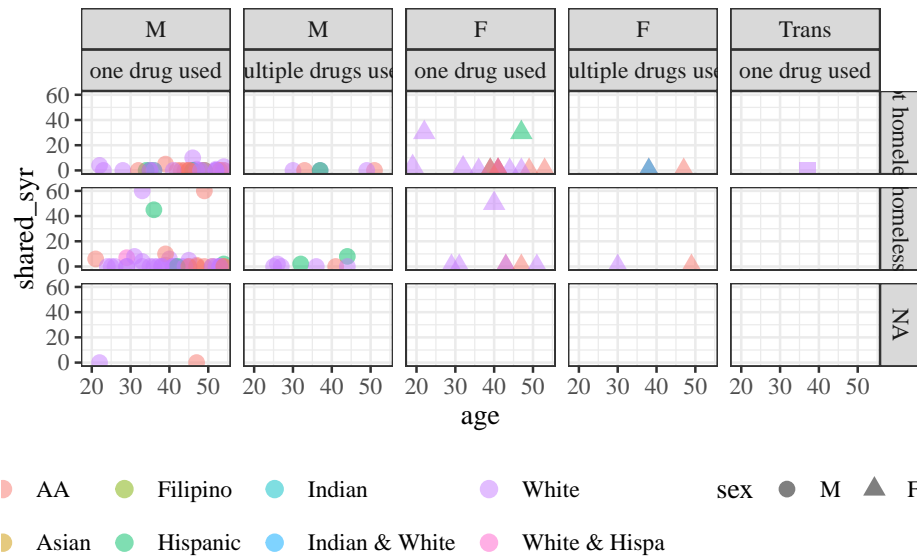 M M F F Trans
one drug used ultiple drugs use one drug used ultiple drugs use one drug used
60
40
20
0
t homele
60
40
20
0
homeless
60
40
20
0
NA
shared_syr
20 30 40 50 20 30 40 50 20 30 40 50 20 30 40 50 20 30 40 50
age
AA Filipino Indian White sex M F
Asian Hispanic Indian & White White & Hispa